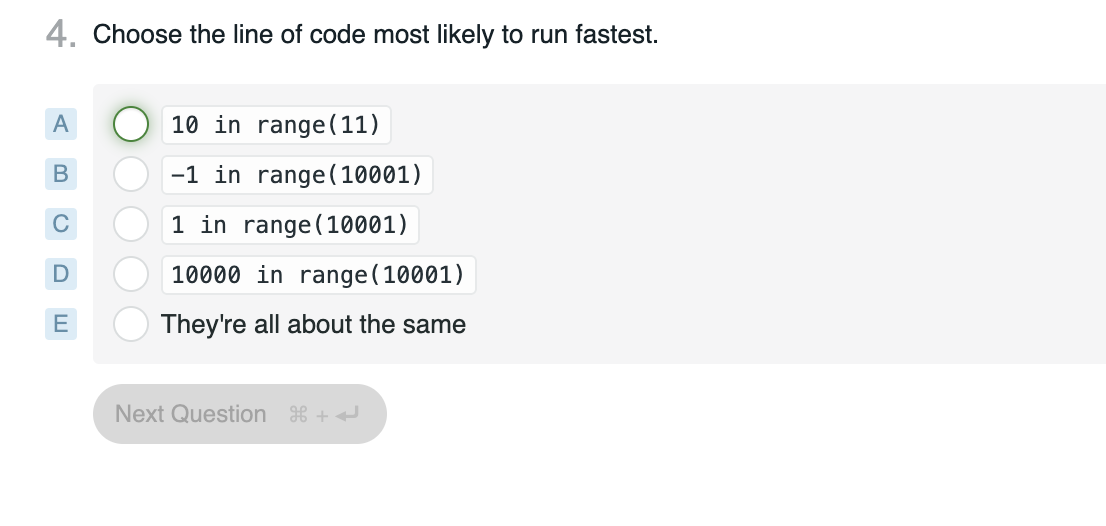 4. Choose the line of code most likely to run fastest.
A 10 in range(11)
B -1 in range(10001)
C 1 in range(10001)
D 10000 in range(10001)
E They're all about the same
Next Question ⌘ + ↵